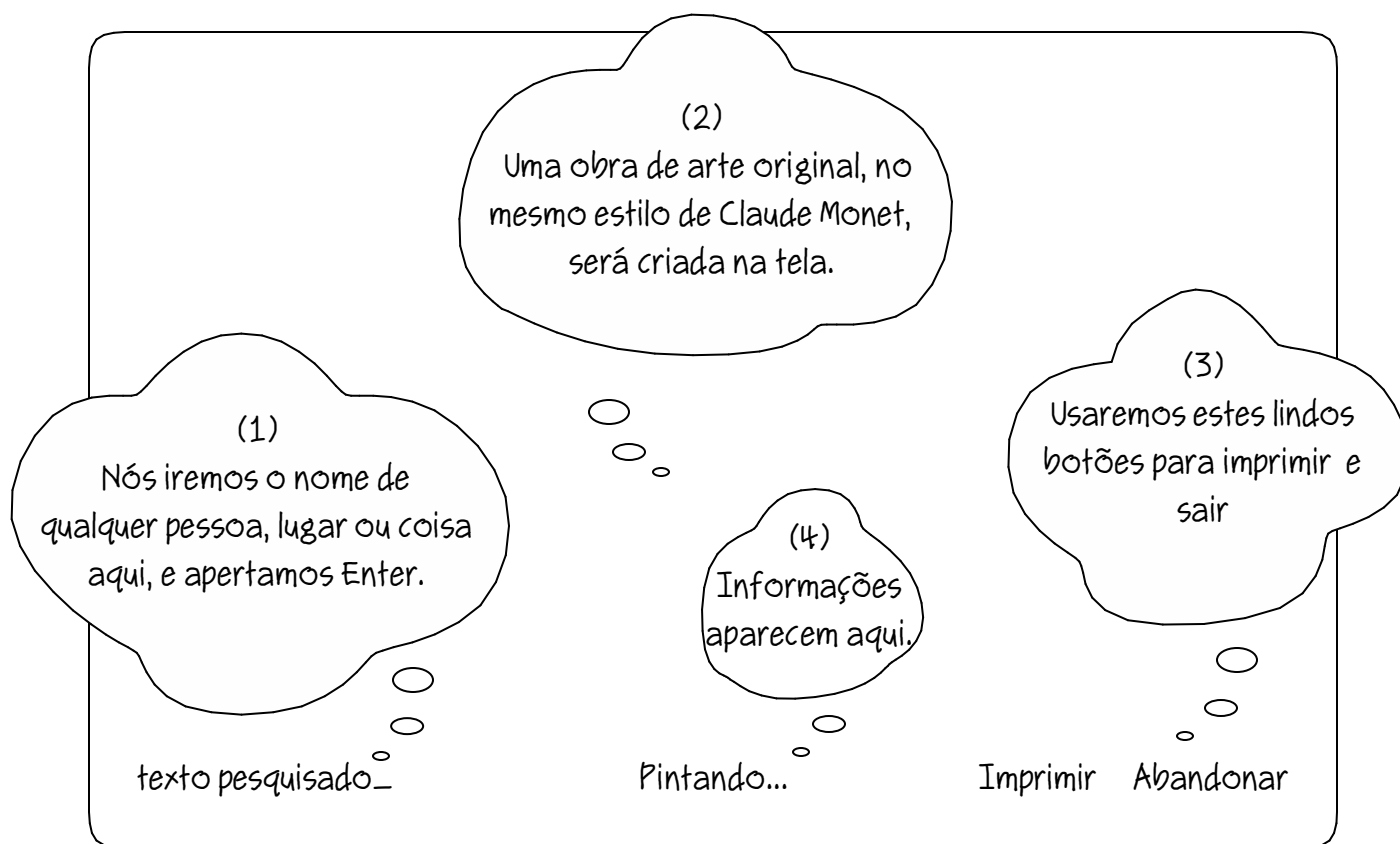 (1)
Nós iremos o nome de
qualquer pessoa, lugar ou coisa
aqui, e apertamos Enter.
(2)
Uma obra de arte original, no
mesmo estilo de Claude Monet,
será criada na tela.
(3)
Usaremos estes lindos
botões para imprimir e
sair
(4)
Informações
aparecem aqui.
texto pesquisado_
Pintando...
Imprimir Abandonar